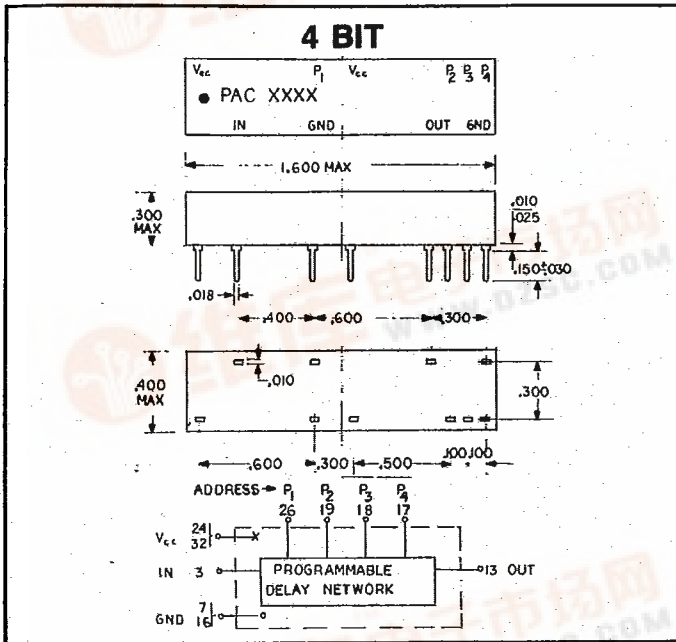 4 BIT
Vcc P1 Vcc P2 P3 P4
PAC XXXX
IN GND OUT GND
1.600 MAX
.300 MAX
.010
.025
.150±.030
.018
.400 .600 .300
.400 MAX
.010
.300
.600 .300 .500 .100 .100
ADDRESS P1 P2 P3 P4
26 19 18 17
Vcc 24
32
IN 3
PROGRAMMABLE
DELAY NETWORK
13 OUT
GND 7
16
WWW.DZSC.COM